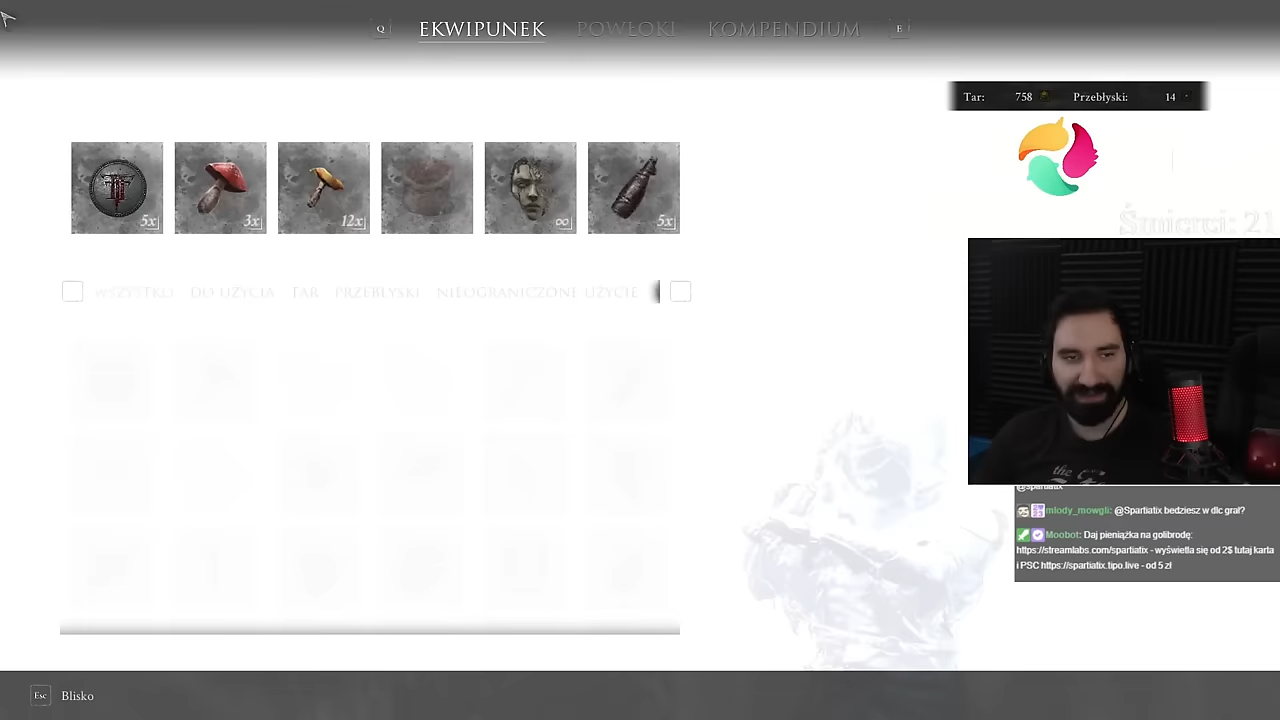 Q EKWIPUNEK POWŁOKI KOMPENDIUM E
Tar: 758 Przebłyski: 14
5x 3x 12x ∞ 5x
Śmierci: 21
WSZYSTKO DO UŻYCIA TAR PRZEBŁYSKI NIEOGRANICZONE UŻYCIE
the
@spartiatix
mlody_mowgli: @Spartiatix bedziesz w dlc grał?
Moobot: Daj pieniążka na golibrodę:
https://streamlabs.com/spartiatix - wyświetla się od 2$ tutaj karta
i PSC https://spartiatix.tipo.live - od 5 zł
Esc Blisko